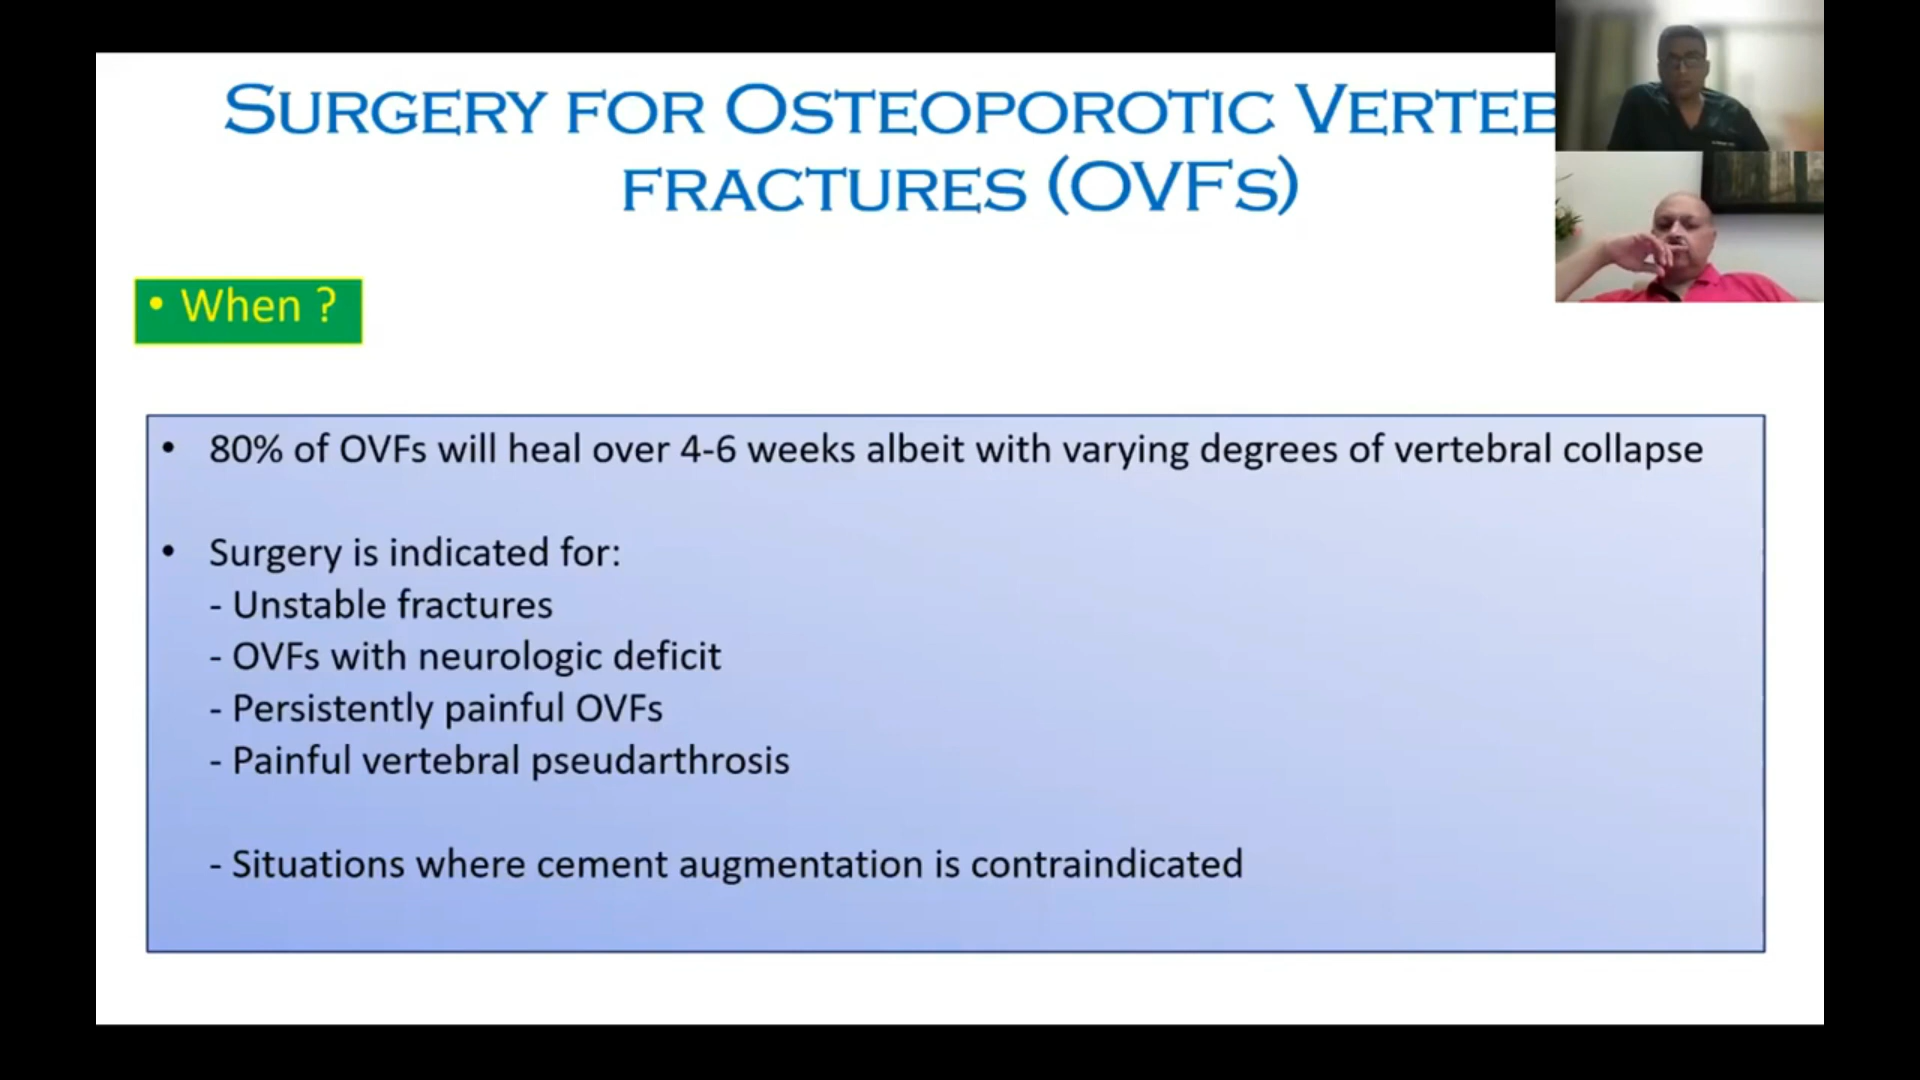 SURGERY FOR OSTEOPOROTIC VERTEB
FRACTURES (OVFS)
• When ?
• 80% of OVFs will heal over 4-6 weeks albeit with varying degrees of vertebral collapse
• Surgery is indicated for:
- Unstable fractures
- OVFs with neurologic deficit
- Persistently painful OVFs
- Painful vertebral pseudarthrosis
- Situations where cement augmentation is contraindicated